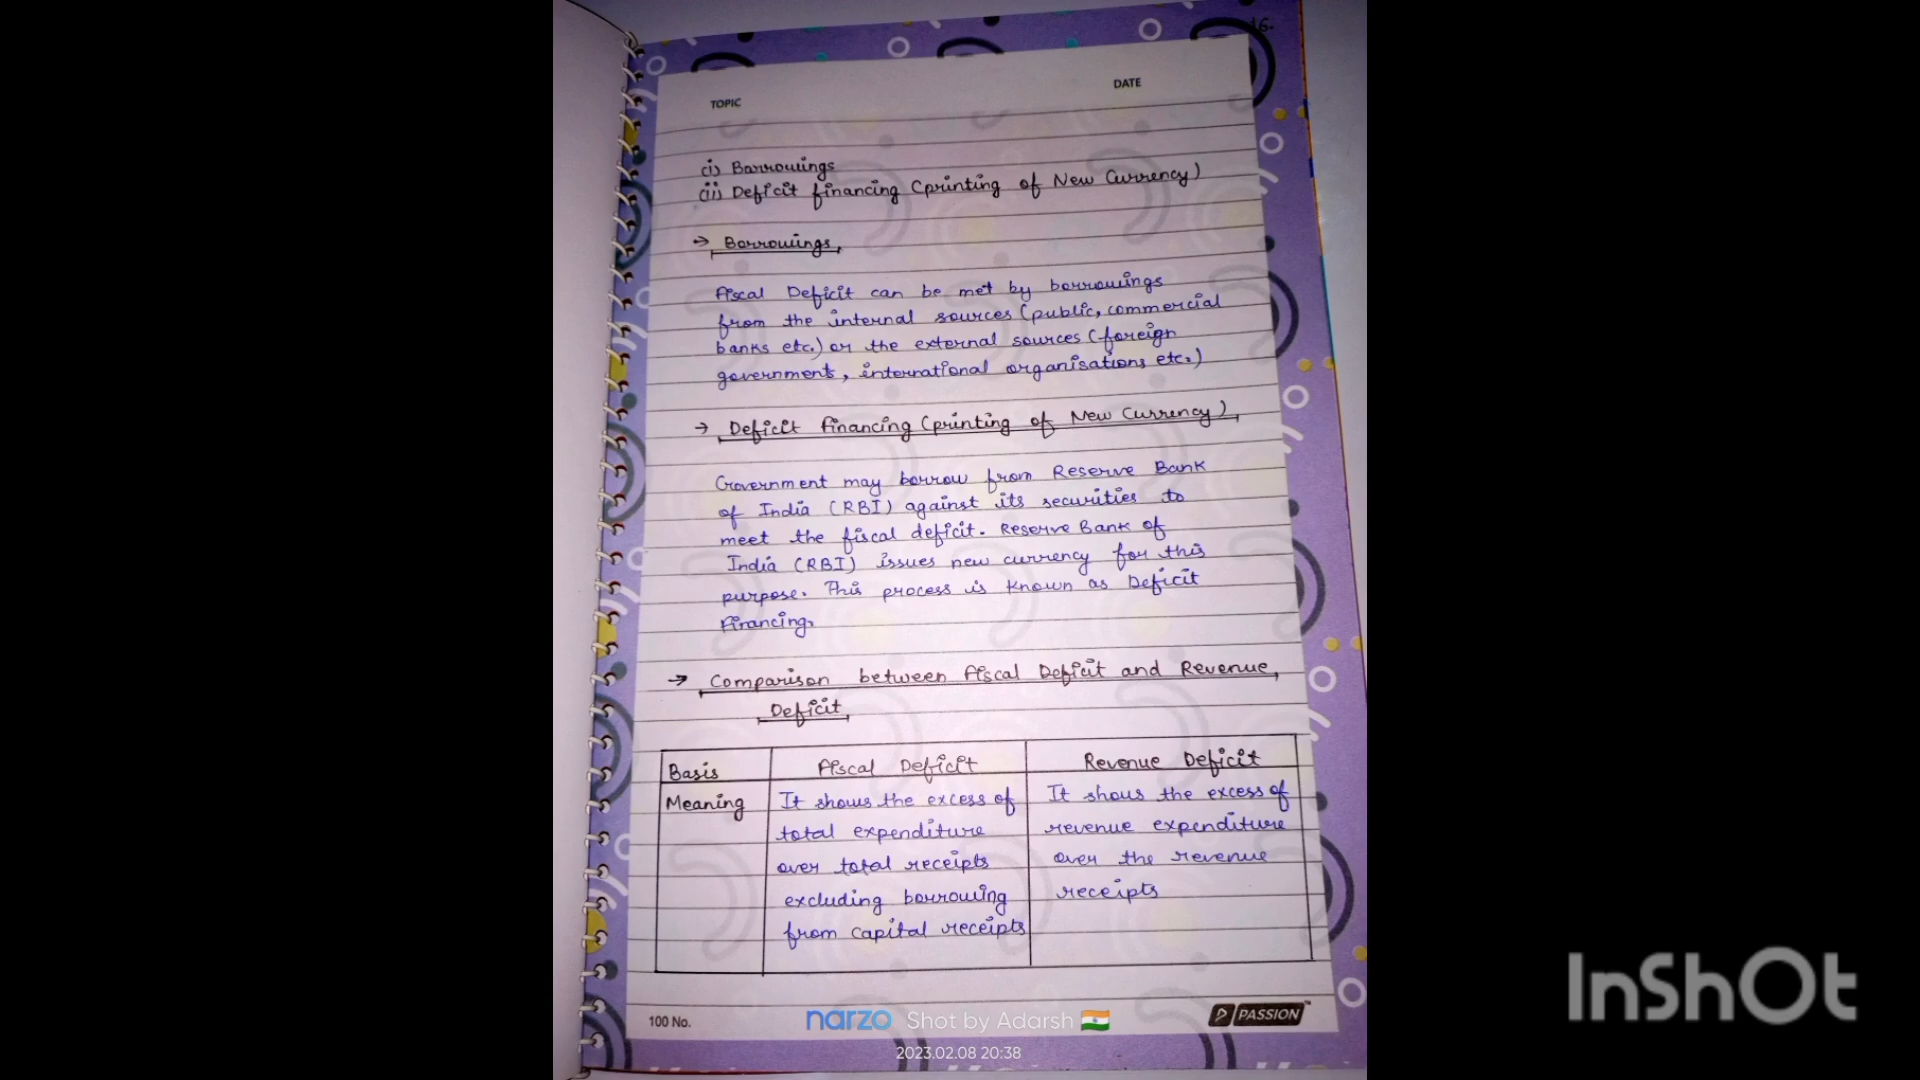 16.
TOPIC
DATE
(i) Borrowings
(ii) Deficit financing (printing of New Currency)
→ Borrowings
Fiscal Deficit can be met by borrowings
from the internal sources (public, commercial
banks etc.) or the external sources (foreign
government, international organisations etc.)
→ Deficit Financing (printing of New Currency)
Government may borrow from Reserve Bank
of India (RBI) against its securities to
meet the fiscal deficit. Reserve Bank of
India (RBI) issues new currency for this
purpose. This process is known as Deficit
Financing.
→ Comparison between Fiscal Deficit and Revenue
Deficit
Basis
Fiscal Deficit
Revenue Deficit
Meaning
It shows the excess of
total expenditure
over total receipts
excluding borrowing
from capital receipts
It shows the excess of
revenue expenditure
over the revenue
receipts
100 No.
narzo Shot by Adarsh 🇮🇳
2023.02.08 20:38
PASSION
InShOt